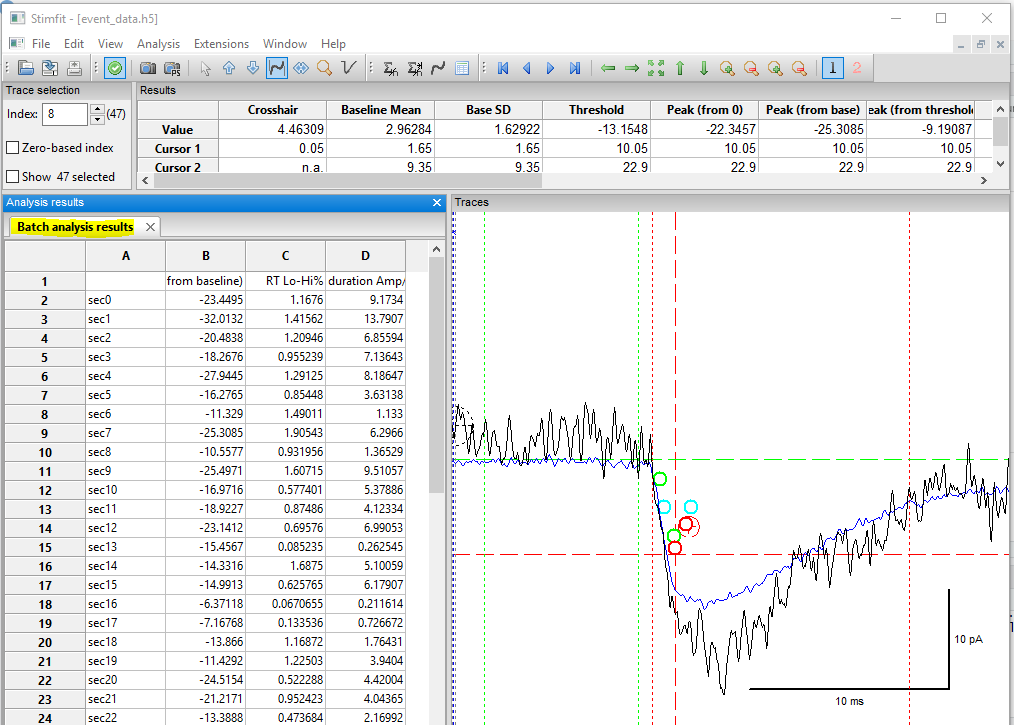 Stimfit - [event_data.h5]
File Edit View Analysis Extensions Window Help
1 2
Trace selection
Index: 8 (47)
Zero-based index
Show 47 selected
Results
Crosshair Baseline Mean Base SD Threshold Peak (from 0) Peak (from base) eak (from threshold
Value 4.46309 2.96284 1.62922 -13.1548 -22.3457 -25.3085 -9.19087
Cursor 1 0.05 1.65 1.65 10.05 10.05 10.05 10.05
Cursor 2 n.a. 9.35 9.35 22.9 22.9 22.9 22.9
Analysis results
Batch analysis results
A B C D
1 from baseline) RT Lo-Hi% duration Amp/
2 sec0 -23.4495 1.1676 9.1734
3 sec1 -32.0132 1.41562 13.7907
4 sec2 -20.4838 1.20946 6.85594
5 sec3 -18.2676 0.955239 7.13643
6 sec4 -27.9445 1.29125 8.18647
7 sec5 -16.2765 0.85448 3.63138
8 sec6 -11.329 1.49011 1.133
9 sec7 -25.3085 1.90543 6.2966
10 sec8 -10.5577 0.931956 1.36529
11 sec9 -25.4971 1.60715 9.51057
12 sec10 -16.9716 0.577401 5.37886
13 sec11 -18.9227 0.87486 4.12334
14 sec12 -23.1412 0.69576 6.99053
15 sec13 -15.4567 0.085235 0.262545
16 sec14 -14.3316 1.6875 5.10059
17 sec15 -14.9913 0.625765 6.17907
18 sec16 -6.37118 0.0670655 0.211614
19 sec17 -7.16768 0.133536 0.726672
20 sec18 -13.866 1.16872 1.76431
21 sec19 -11.4292 1.22503 3.9404
22 sec20 -24.5154 0.522288 4.42004
23 sec21 -21.2171 0.952423 4.04365
24 sec22 -13.3888 0.473684 2.16992
Traces
10 pA
10 ms